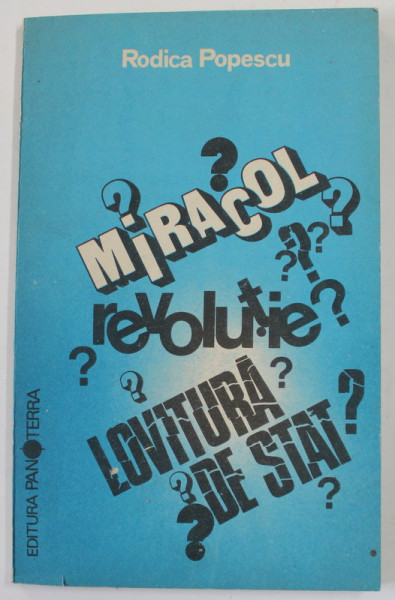 Rodica Popescu
?
? MIRACOL ?
? ? ?
revoluție ?
?
? LOVITURĂ ? ?
? DE STAT ?
?
EDITURA PANTERRA